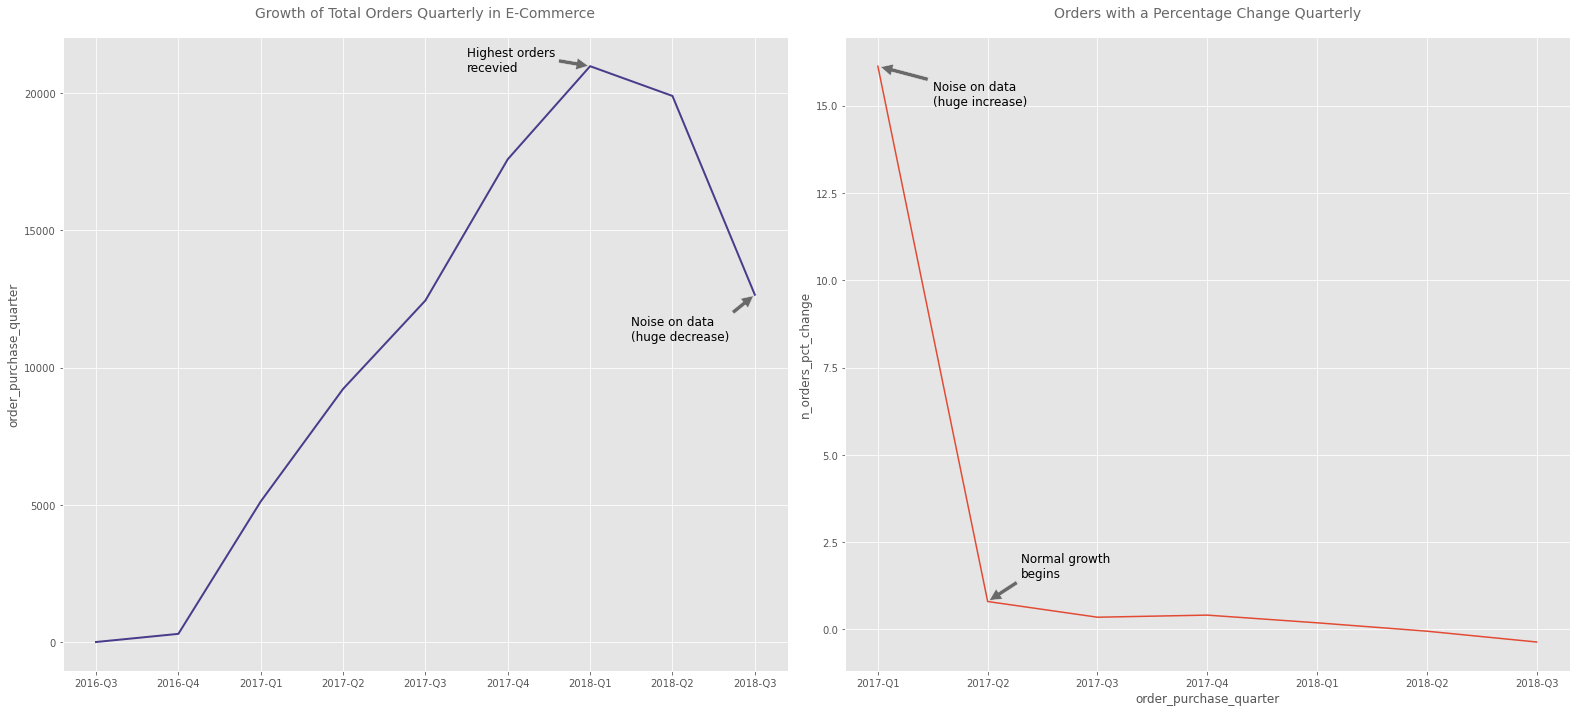 Growth of Total Orders Quarterly in E-Commerce
Highest orders
recevied
Noise on data
(huge decrease)
order_purchase_quarter
20000
15000
10000
5000
0
2016-Q3 2016-Q4 2017-Q1 2017-Q2 2017-Q3 2017-Q4 2018-Q1 2018-Q2 2018-Q3
Orders with a Percentage Change Quarterly
Noise on data
(huge increase)
Normal growth
begins
n_orders_pct_change
15.0
12.5
10.0
7.5
5.0
2.5
0.0
2017-Q1 2017-Q2 2017-Q3 2017-Q4 2018-Q1 2018-Q2 2018-Q3
order_purchase_quarter